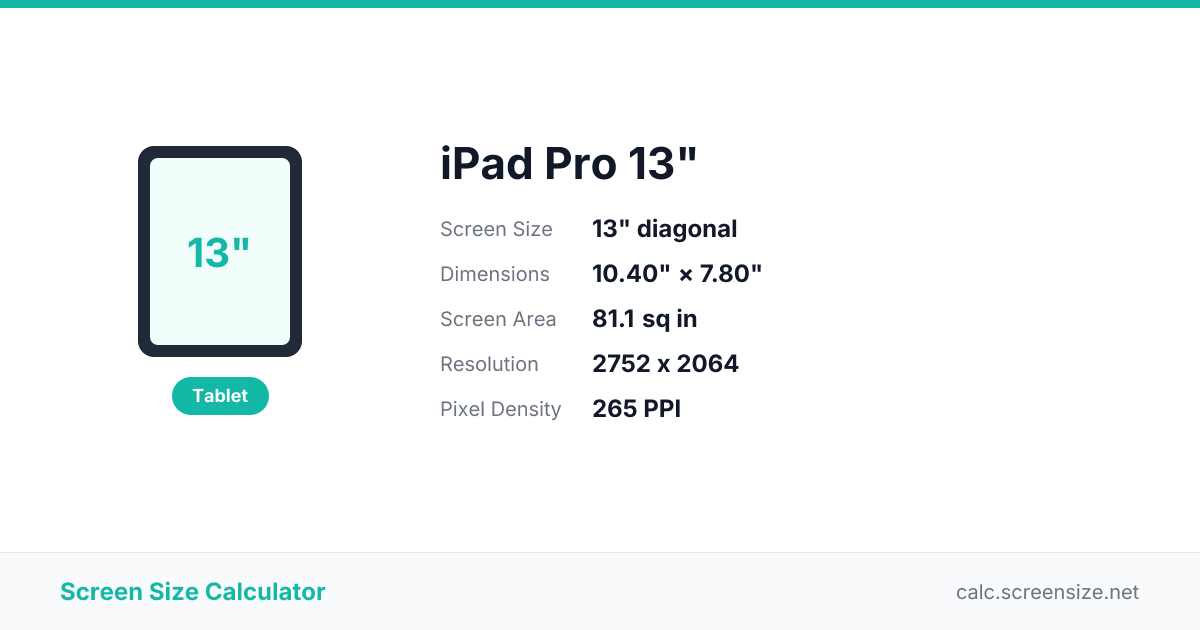 13"
Tablet
iPad Pro 13"
Screen Size 13" diagonal
Dimensions 10.40" × 7.80"
Screen Area 81.1 sq in
Resolution 2752 x 2064
Pixel Density 265 PPI
Screen Size Calculator
calc.screensize.net